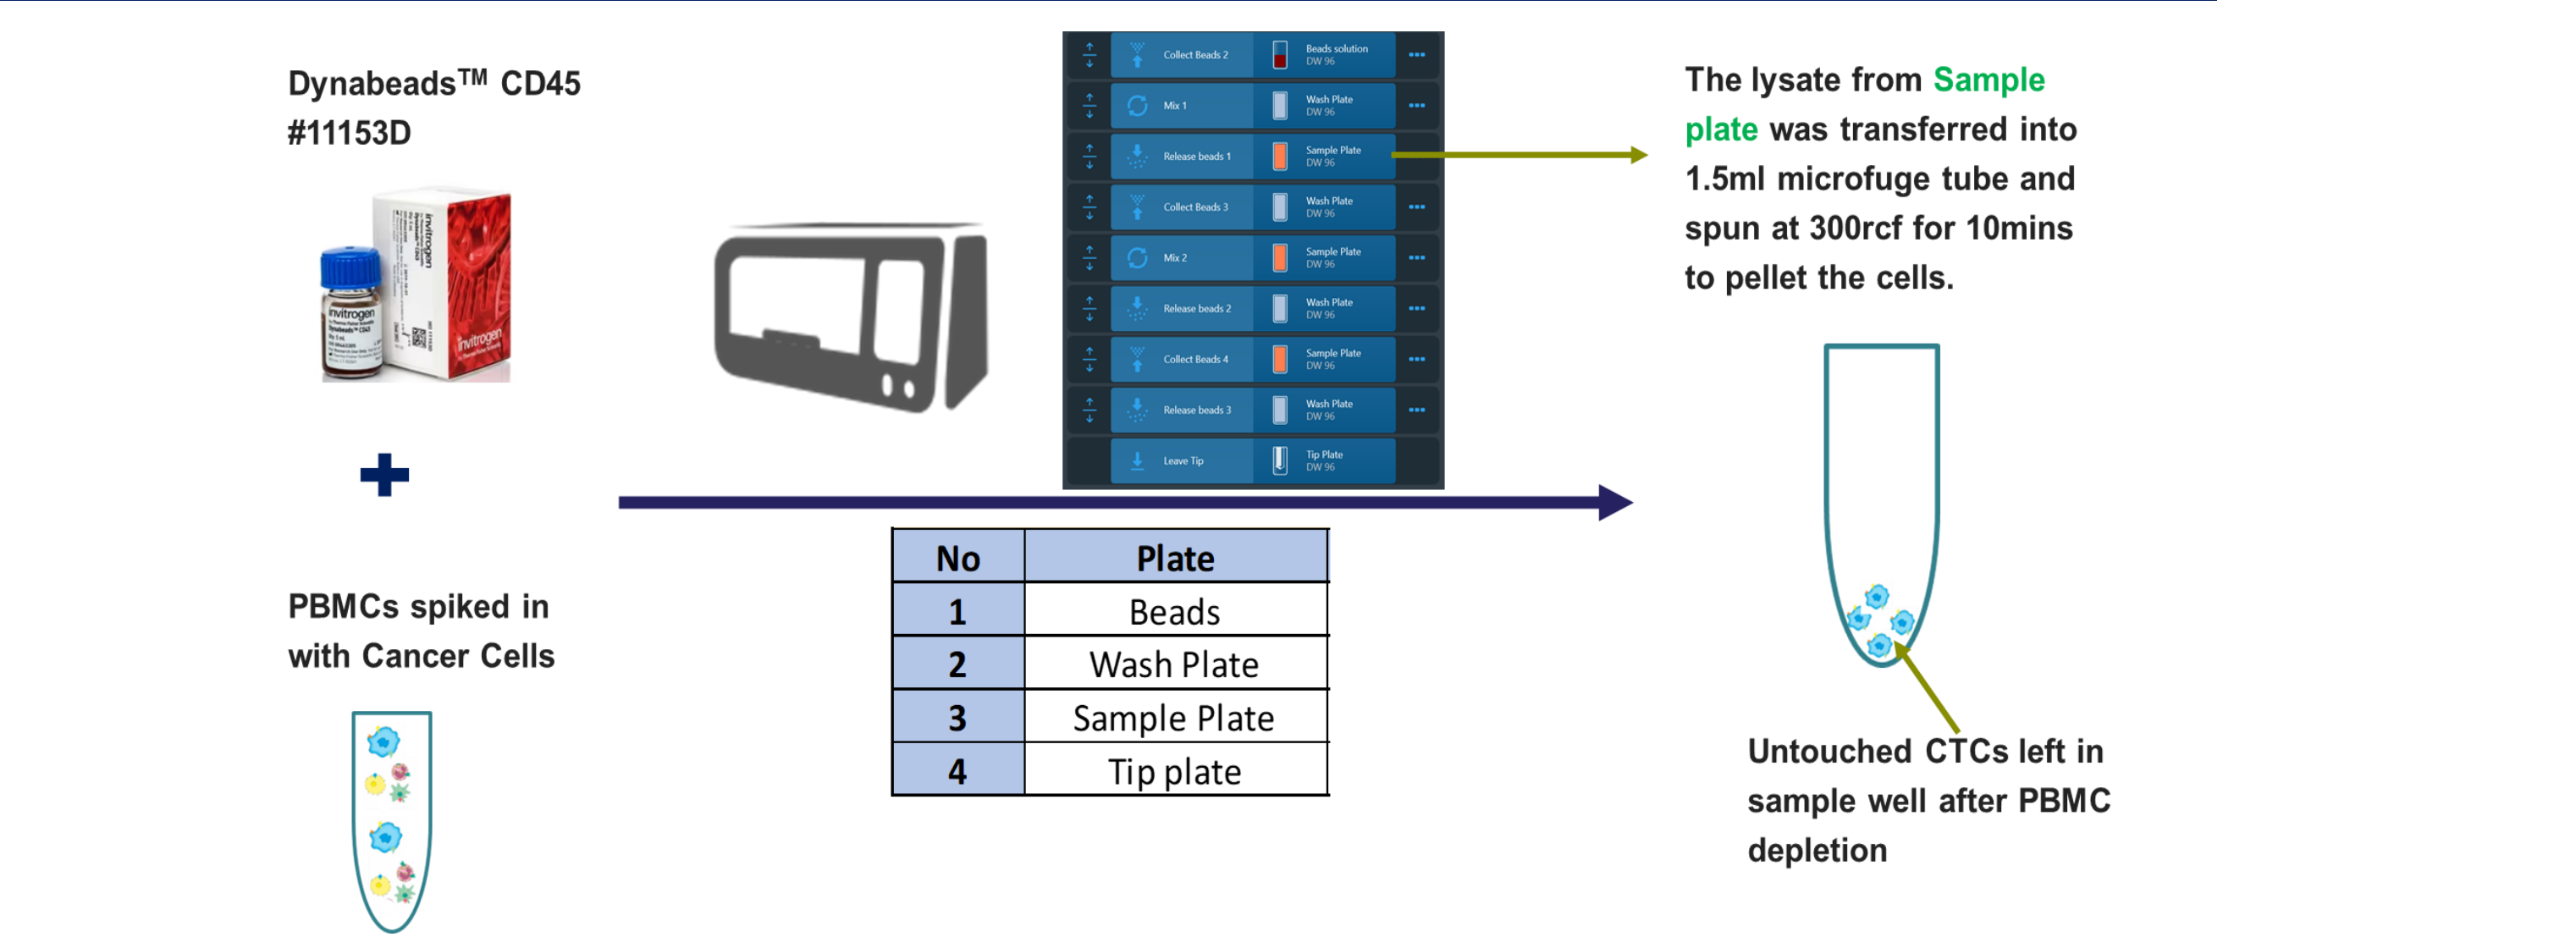 Dynabeads™ CD45
#11153D
invitrogen
Dynabeads™ CD45
invitrogen
invitrogen
+
PBMCs spiked in
with Cancer Cells
Collect Beads 2
Beads solution
DW 96
Mix 1
Wash Plate
DW 96
Release beads 1
Sample Plate
DW 96
Collect Beads 3
Wash Plate
DW 96
Mix 2
Sample Plate
DW 96
Release beads 2
Wash Plate
DW 96
Collect Beads 4
Sample Plate
DW 96
Release beads 3
Wash Plate
DW 96
Leave Tip
Tip Plate
DW 96
No Plate
1 Beads
2 Wash Plate
3 Sample Plate
4 Tip plate
The lysate from Sample
plate was transferred into
1.5ml microfuge tube and
spun at 300rcf for 10mins
to pellet the cells.
Untouched CTCs left in
sample well after PBMC
depletion